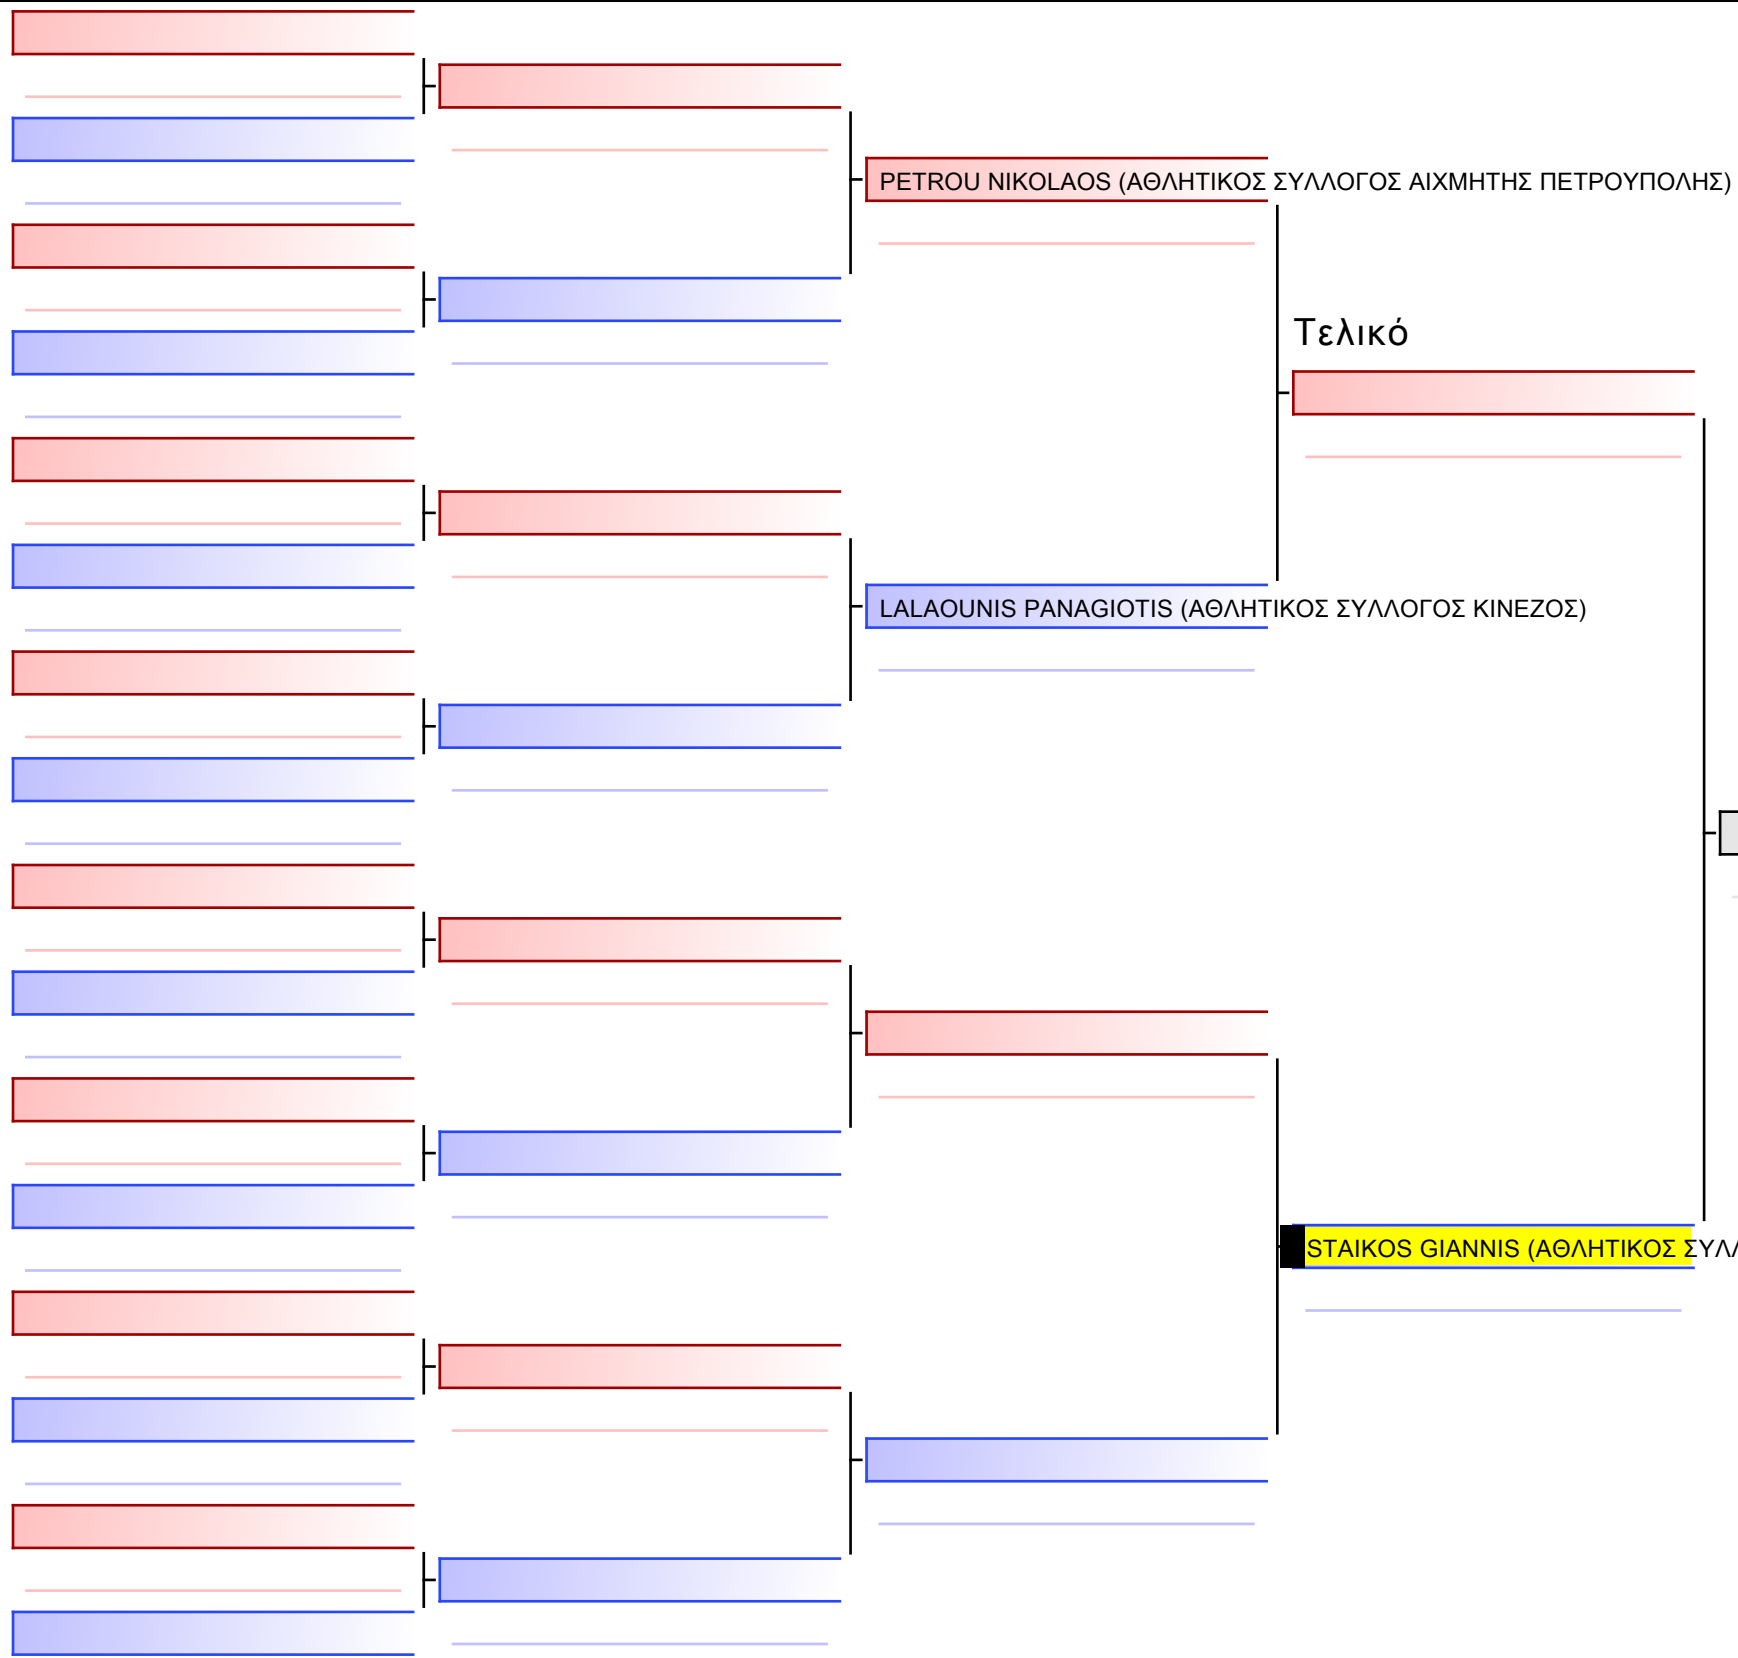 PETROU NIKOLAOS (ΑΘΛΗΤΙΚΟΣ ΣΥΛΛΟΓΟΣ ΑΙΧΜΗΤΗΣ ΠΕΤΡΟΥΠΟΛΗΣ)
Τελικό
LALAOUNIS PANAGIOTIS (ΑΘΛΗΤΙΚΟΣ ΣΥΛΛΟΓΟΣ ΚΙΝΕΖΟΣ)
STAIKOS GIANNIS (ΑΘΛΗΤΙΚΟΣ